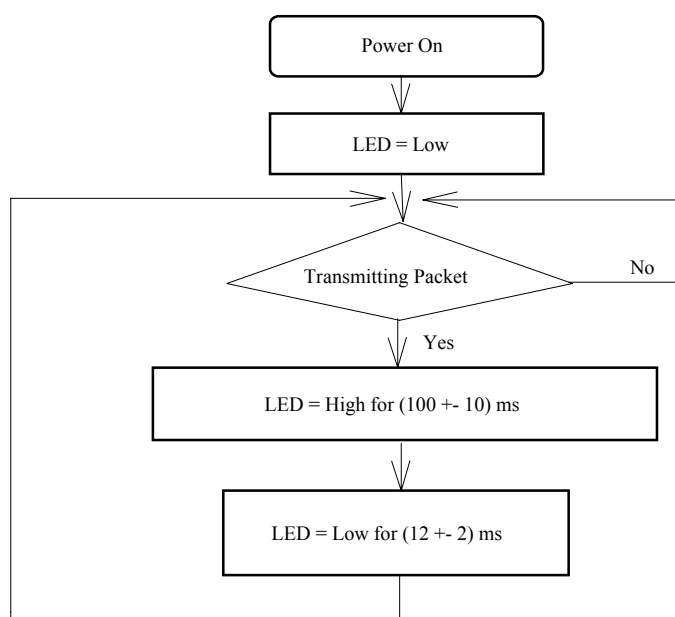 Power On
LED = Low
Transmitting Packet
No
Yes
LED = High for (100 +- 10) ms
LED = Low for (12 +- 2) ms